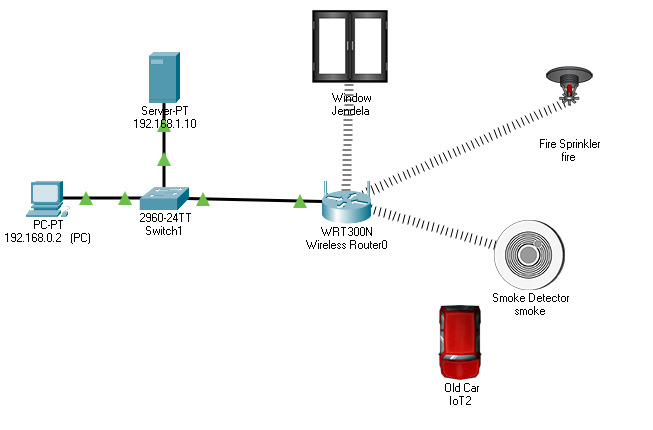 Window
Jendela
Server-PT
192.168.1.10
Fire Sprinkler
fire
PC-PT
192.168.0.2 (PC)
2960-24TT
Switch1
WRT300N
Wireless Router0
Smoke Detector
smoke
Old Car
IoT2